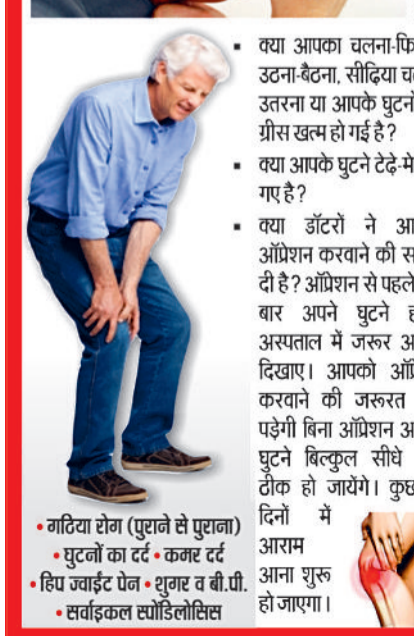 ▪ क्या आपका चलना-फि
उठना-बैठना, सीढ़िया च
उतरना या आपके घुटनों
ग्रीस खत्म हो गई है ?
▪ क्या आपके घुटने टेढ़े-मे
गए है ?
▪ क्या डॉटरों ने आ
ऑप्रेशन करवाने की स
दी है ? ऑप्रेशन से पहले
बार अपने घुटने ह
अस्पताल में जरूर अ
दिखाए। आपको ऑप्रे
करवाने की जरूरत
पड़ेगी बिना ऑप्रेशन अ
घुटने बिल्कुल सीधे
ठीक हो जायेंगे। कुछ
दिनों में
आराम
आना शुरू
हो जाएगा।
• गठिया रोग (पुराने से पुराना)
• घुटनों का दर्द • कमर दर्द
• हिप ज्वाईंट पेन • शुगर व बी.पी.
• सर्वाइकल स्पोंडिलोसिस